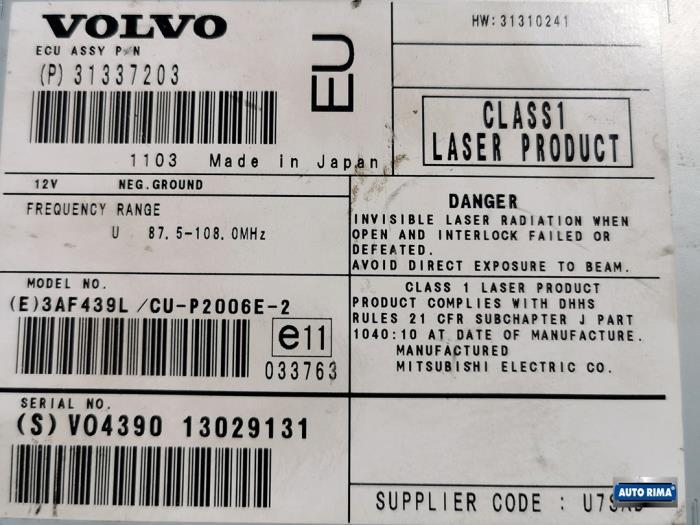 VOLVO
ECU ASSY P/N
(P) 31337203
EU
1103 Made in Japan
HW: 31310241
CLASS1
LASER PRODUCT
12V NEG. GROUND
FREQUENCY RANGE
U 87.5-108.0MHz
DANGER
INVISIBLE LASER RADIATION WHEN
OPEN AND INTERLOCK FAILED OR
DEFEATED.
AVOID DIRECT EXPOSURE TO BEAM.
MODEL NO.
(E)3AF439L /CU-P2006E-2
e11
033763
CLASS 1 LASER PRODUCT
PRODUCT COMPLIES WITH DHHS
RULES 21 CFR SUBCHAPTER J PART
1040:10 AT DATE OF MANUFACTURE.
MANUFACTURED
MITSUBISHI ELECTRIC CO.
SERIAL NO.
(S) VO4390 13029131
SUPPLIER CODE :
AUTO RIMA